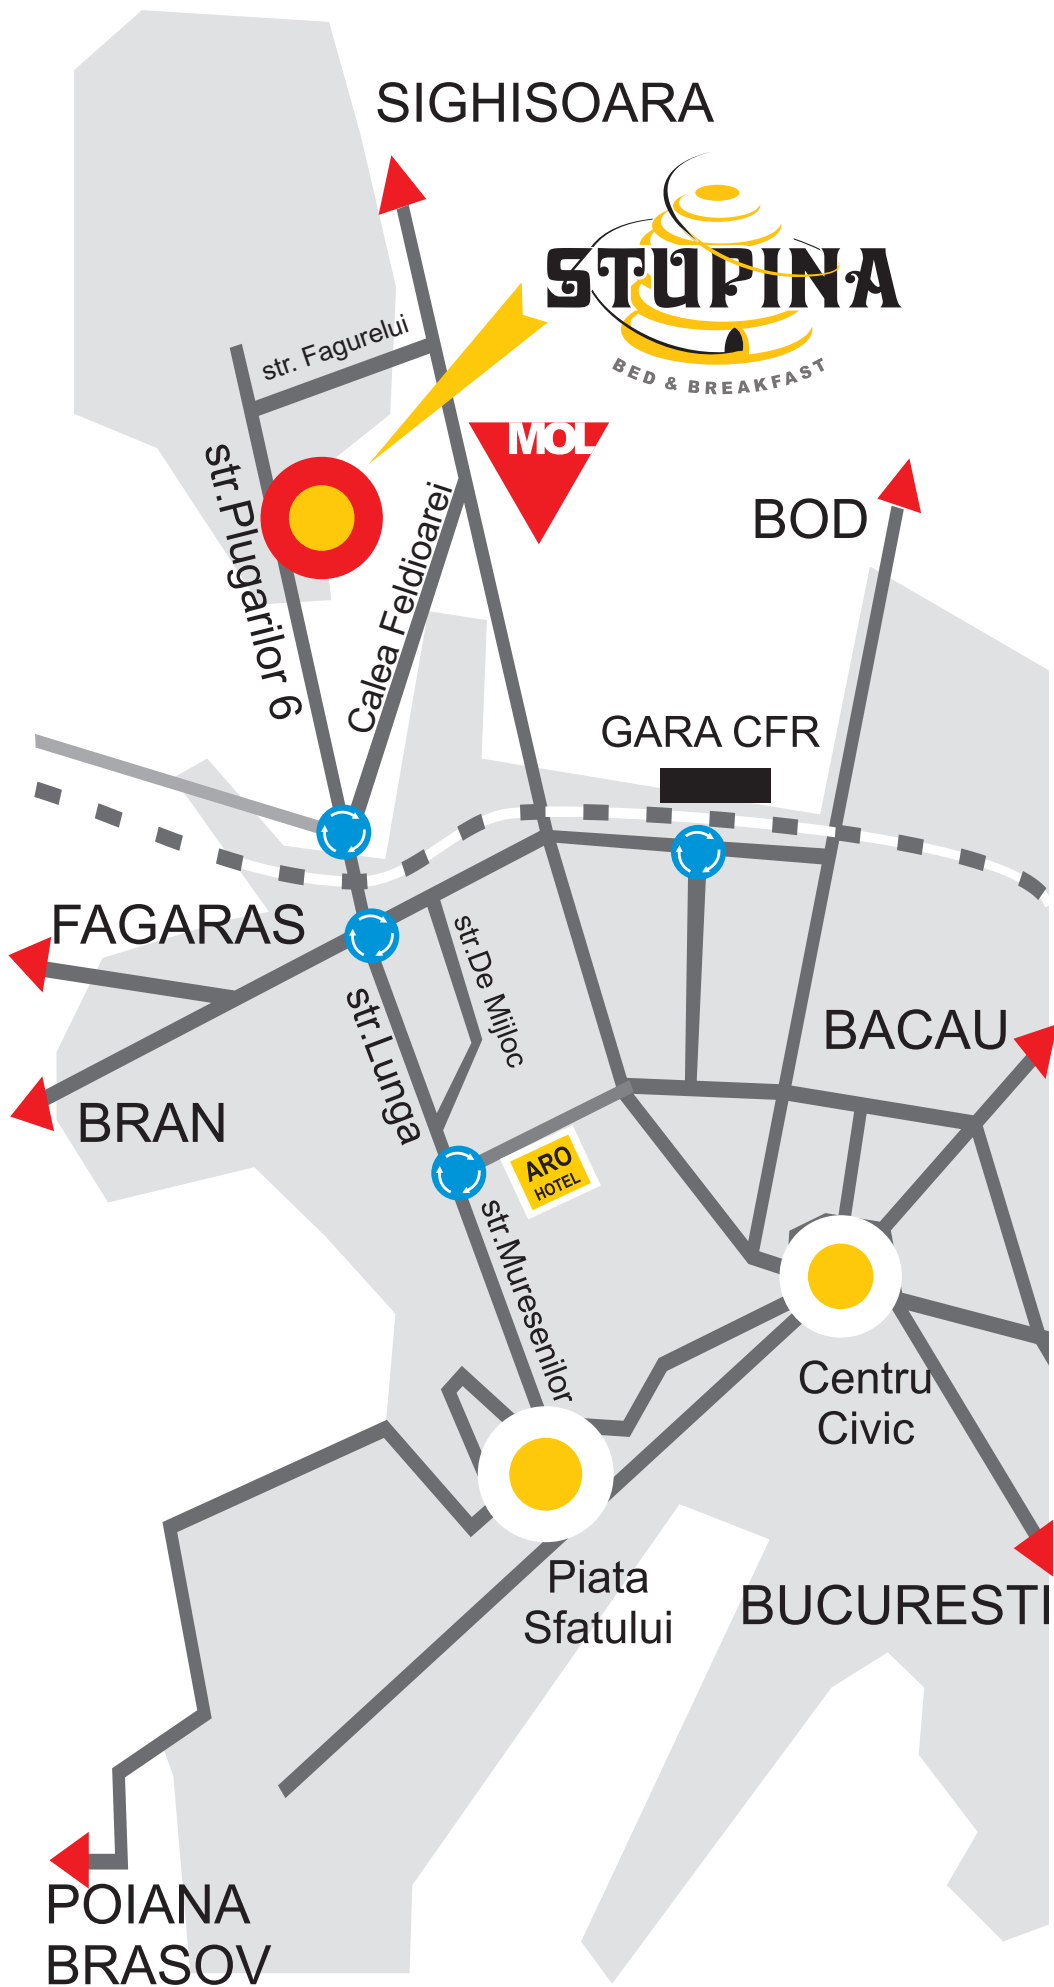 SIGHISOARA
STUPINA
BED & BREAKFAST
str. Fagurelui
MOL
str.Plugarilor 6
Calea Feldioarei
BOD
GARA CFR
FAGARAS
str.De Mijloc
str.Lunga
BACAU
BRAN
ARO
HOTEL
str.Muresenilor
Centru
Civic
Piata
Sfatului
BUCURESTI
POIANA
BRASOV